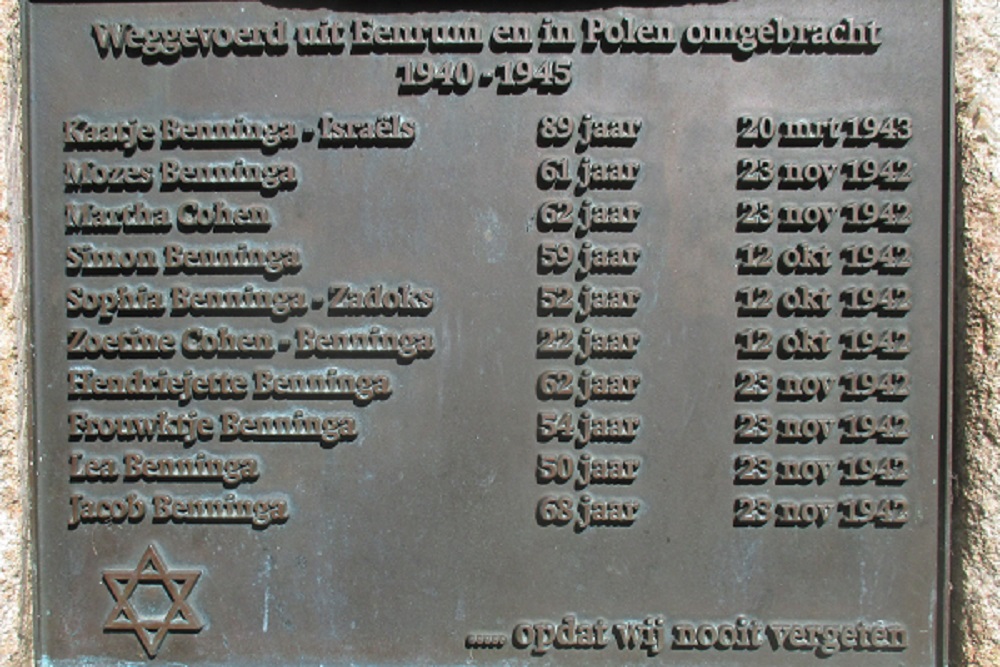 Weggevoerd uit Eenrum en in Polen omgebracht
1940 - 1945
Kaatje Benninga - Israëls 89 jaar 20 mrt 1943
Mozes Benninga 61 jaar 23 nov 1942
Martha Cohen 62 jaar 23 nov 1942
Simon Benninga 59 jaar 12 okt 1942
Sophia Benninga - Zadoks 52 jaar 12 okt 1942
Zoetine Cohen - Benninga 22 jaar 12 okt 1942
Hendriejette Benninga 62 jaar 23 nov 1942
Frouwktje Benninga 54 jaar 23 nov 1942
Lea Benninga 50 jaar 23 nov 1942
Jacob Benninga 68 jaar 23 nov 1942
..... opdat wij nooit vergeten